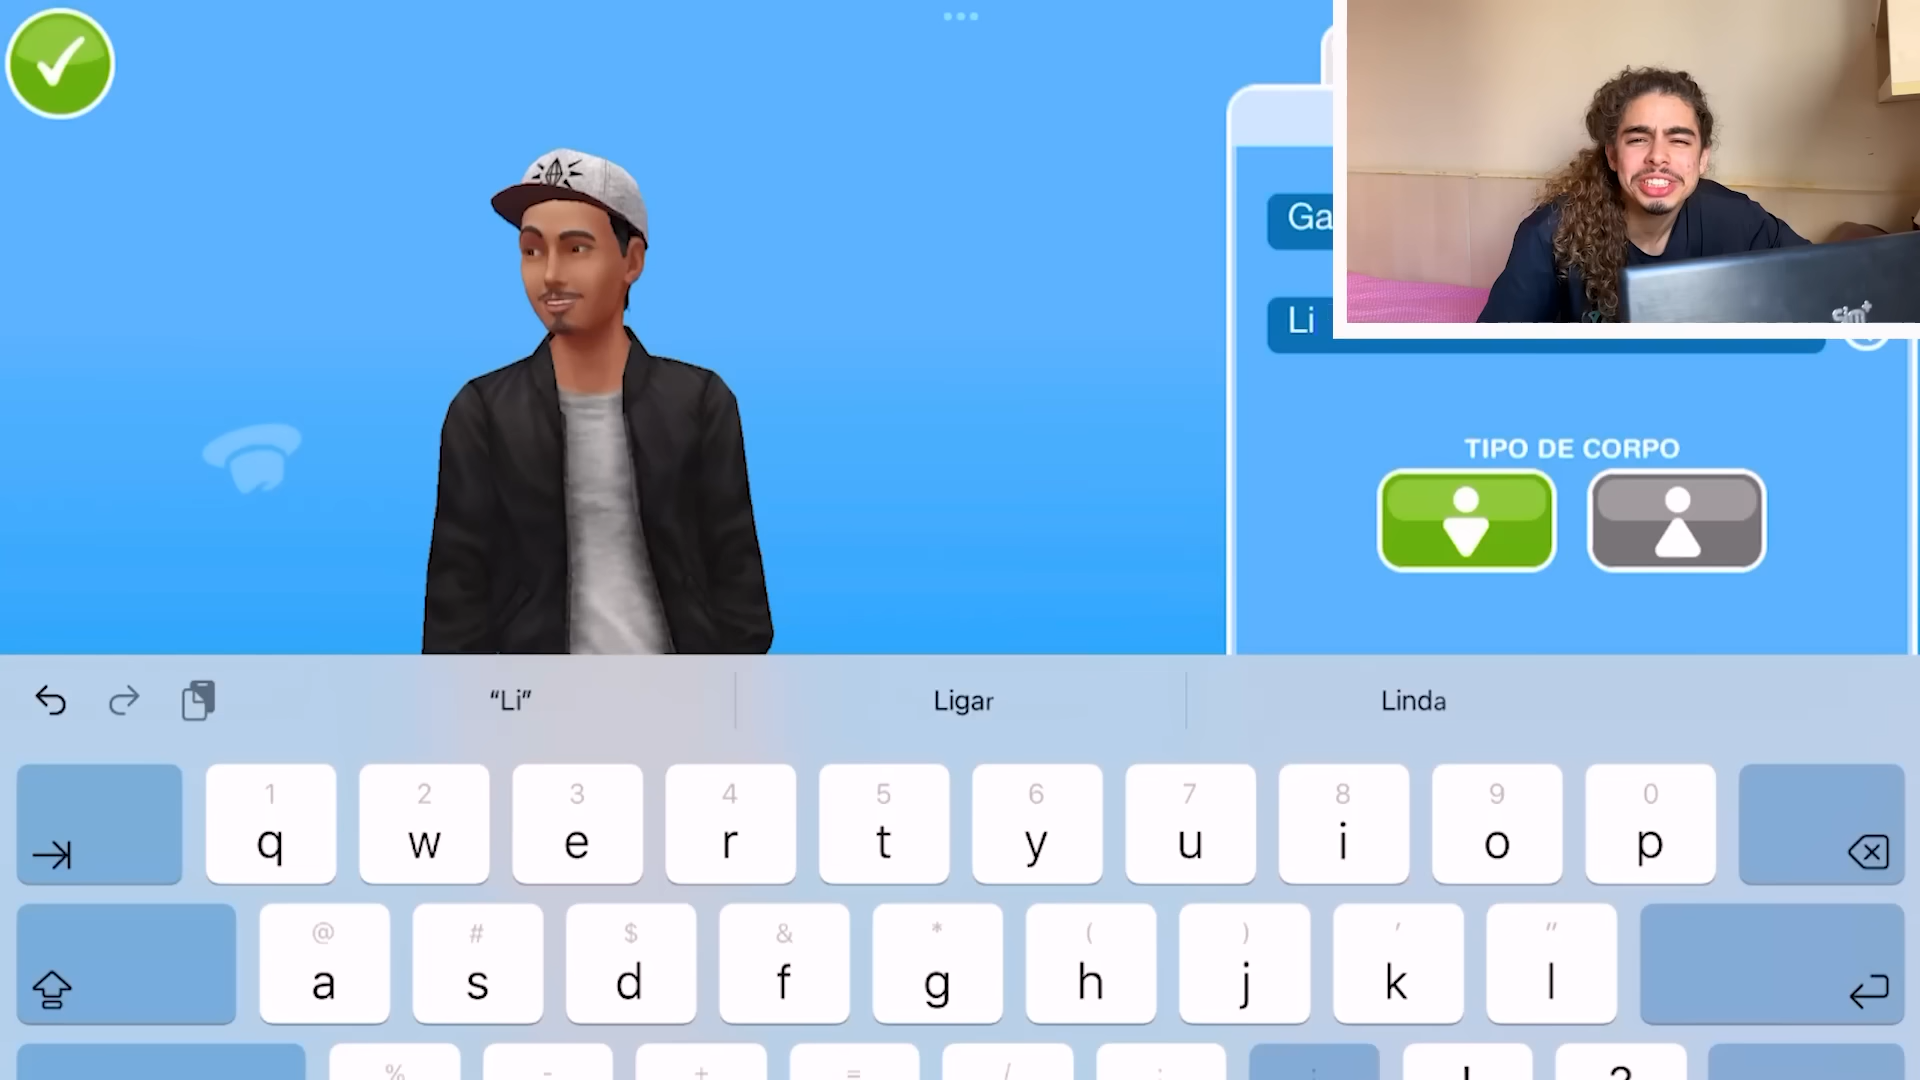 Ga
Li
TIPO DE CORPO
“Li” Ligar Linda
1 2 3 4 5 6 7 8 9 0
q w e r t y u i o p
@ # $ & * ( ) ' "
a s d f g h j k l
% - + = / ; :
! ?